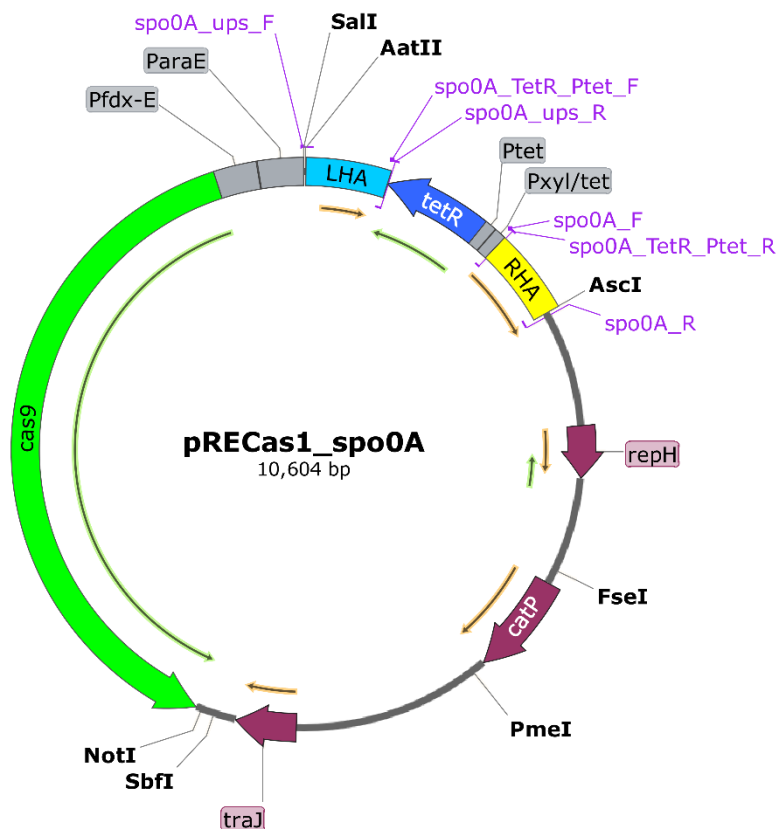 spo0A_ups_F
SalI
AatII
ParaE
Pfdx-E
spo0A_TetR_Ptet_F
spo0A_ups_R
Ptet
Pxyl/tet
LHA
tetR
spo0A_F
spo0A_TetR_Ptet_R
RHA
AscI
spo0A_R
cas9
pRECas1_spo0A
10,604 bp
repH
FseI
catP
PmeI
NotI
SbfI
traJ